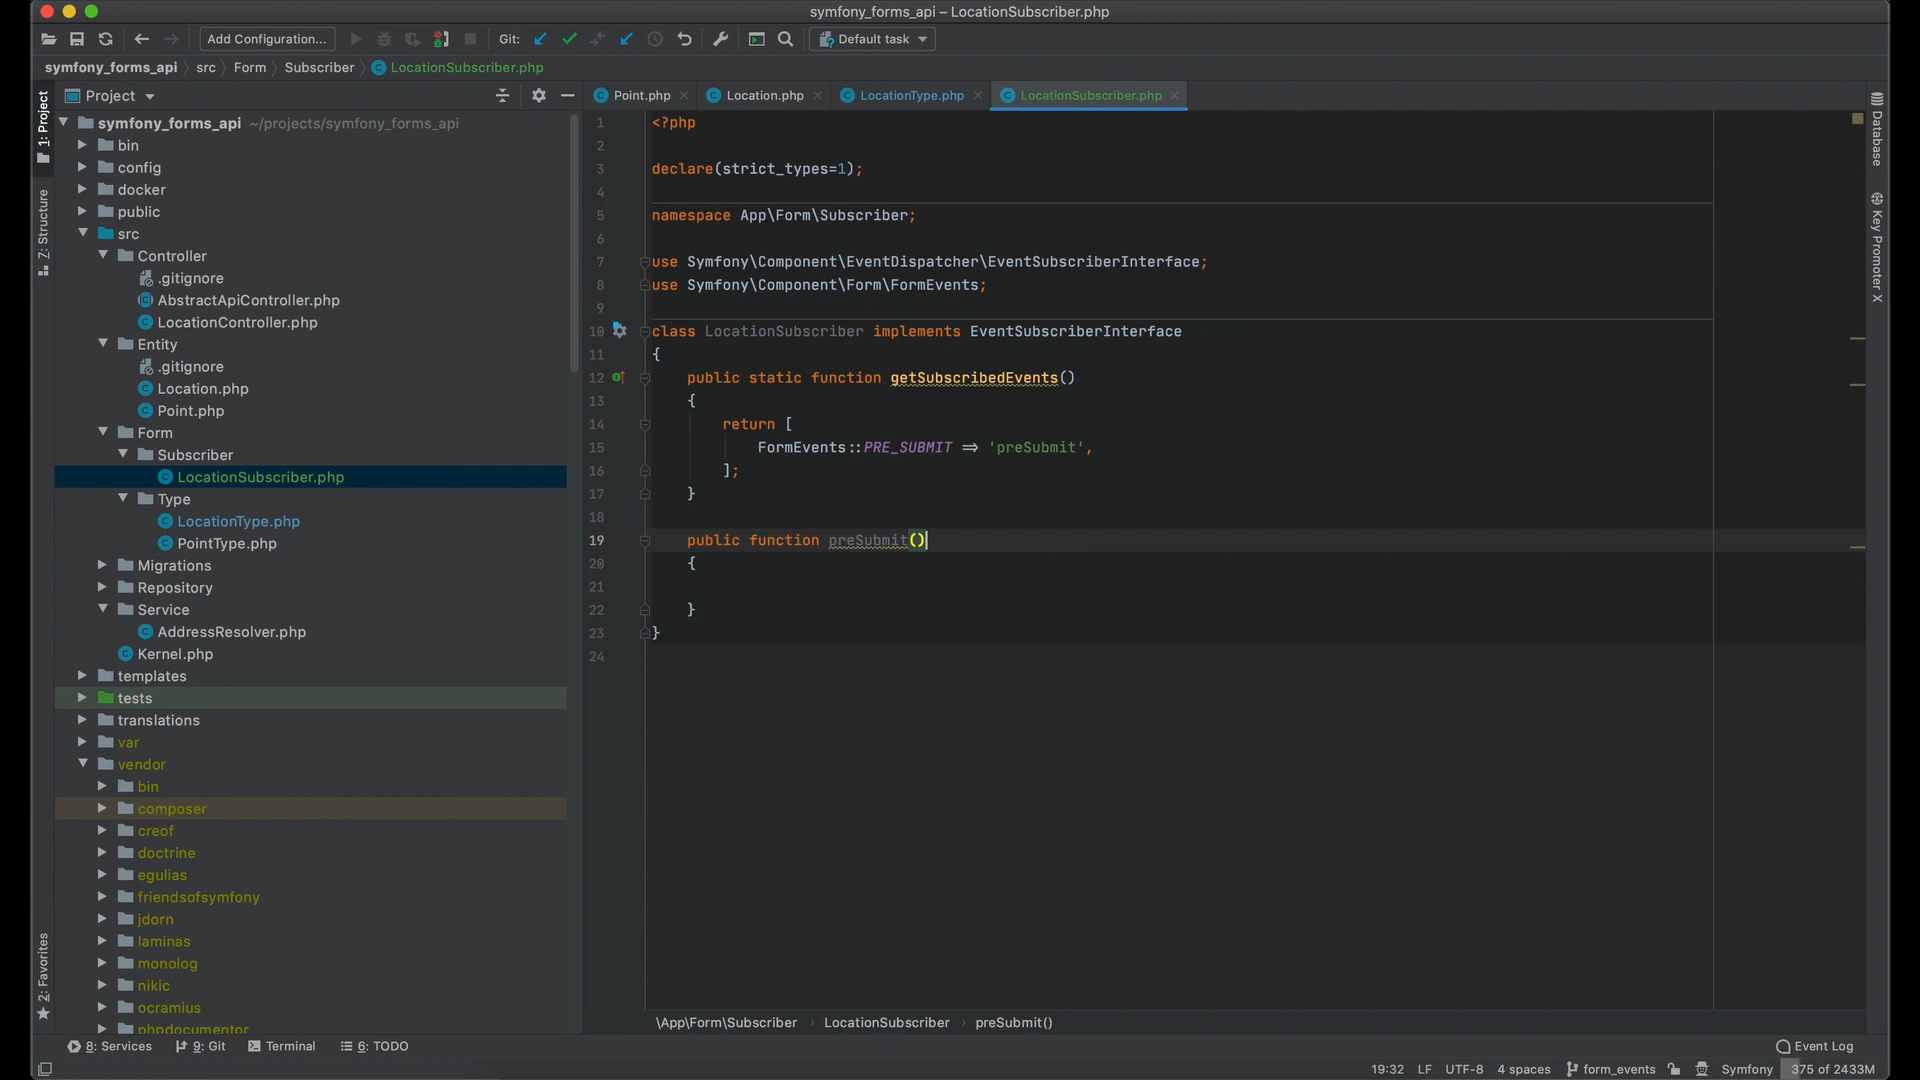 symfony_forms_api – LocationSubscriber.php
Add Configuration...
Git:
Default task
symfony_forms_api
src
Form
Subscriber
LocationSubscriber.php
1: Project
7: Structure
2: Favorites
Project
symfony_forms_api ~/projects/symfony_forms_api
bin
config
docker
public
src
Controller
.gitignore
AbstractApiController.php
LocationController.php
Entity
.gitignore
Location.php
Point.php
Form
Subscriber
LocationSubscriber.php
Type
LocationType.php
PointType.php
Migrations
Repository
Service
AddressResolver.php
Kernel.php
templates
tests
translations
var
vendor
bin
composer
creof
doctrine
egulias
friendsofsymfony
jdorn
laminas
monolog
nikic
ocramius
phpdocumentor
Point.php
Location.php
LocationType.php
LocationSubscriber.php
1 <?php
2
3 declare(strict_types=1);
4
5 namespace App\Form\Subscriber;
6
7 use Symfony\Component\EventDispatcher\EventSubscriberInterface;
8 use Symfony\Component\Form\FormEvents;
9
10 class LocationSubscriber implements EventSubscriberInterface
11 {
12 public static function getSubscribedEvents()
13 {
14 return [
15 FormEvents::PRE_SUBMIT => 'preSubmit',
16 ];
17 }
18
19 public function preSubmit()
20 {
21
22 }
23 }
24
Database
Key Promoter X
\App\Form\Subscriber
LocationSubscriber
preSubmit()
8: Services
9: Git
Terminal
6: TODO
Event Log
19:32
LF
UTF-8
4 spaces
form_events
Symfony
375 of 2433M